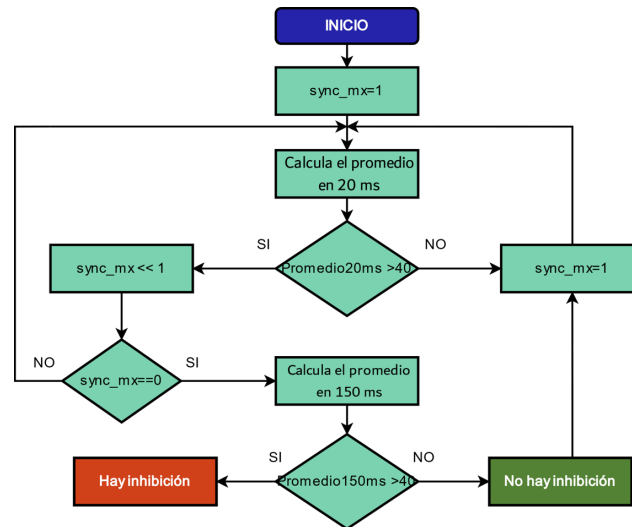 INICIO
sync_mx=1
Calcula el promedio
en 20 ms
SI
Promedio20ms >40
NO
sync_mx << 1
sync_mx=1
NO
sync_mx==0
SI
Calcula el promedio
en 150 ms
SI
Promedio150ms >40
NO
Hay inhibición
No hay inhibición